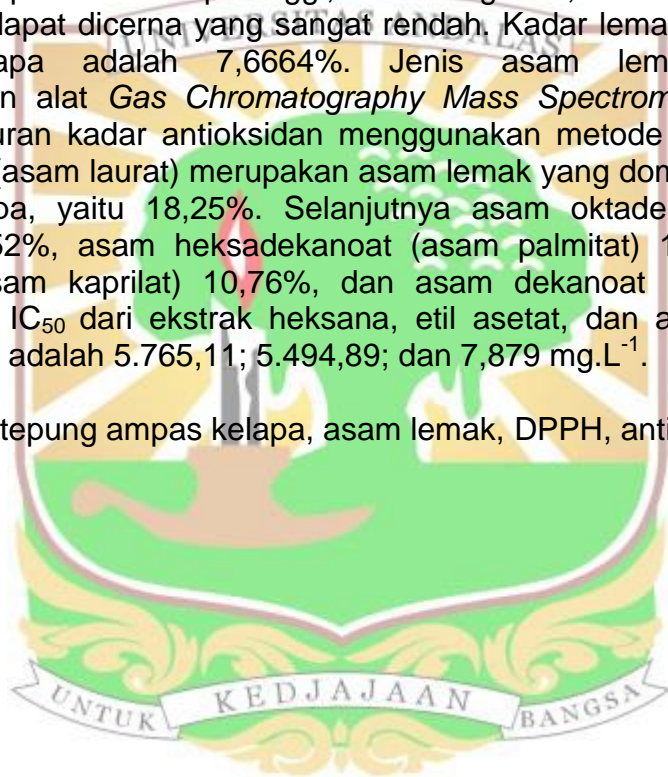 dapat dicerna yang sangat rendah. Kadar lema
UNIVERSITAS ANDALAS
apa adalah 7,6664%. Jenis asam lem
n alat Gas Chromatography Mass Spectrom
uran kadar antioksidan menggunakan metode
(asam laurat) merupakan asam lemak yang dom
oa, yaitu 18,25%. Selanjutnya asam oktade
52%, asam heksadekanoat (asam palmitat) 1
sam kaprilat) 10,76%, dan asam dekanoat
IC50 dari ekstrak heksana, etil asetat, dan a
adalah 5.765,11; 5.494,89; dan 7,879 mg.L-1.
tepung ampas kelapa, asam lemak, DPPH, anti
UNTUK KEDJAJAAN BANGSA